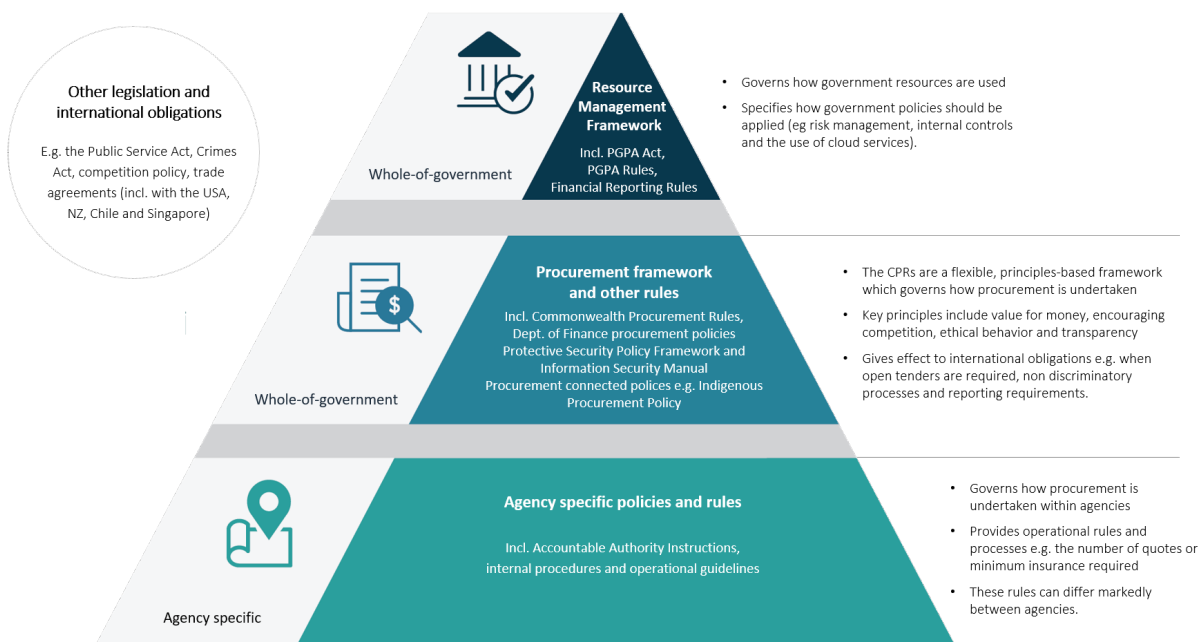 Other legislation and
international obligations
E.g. the Public Service Act, Crimes
Act, competition policy, trade
agreements (incl. with the USA,
NZ, Chile and Singapore)
Whole-of-government
Resource
Management
Framework
Incl. PGPA Act,
PGPA Rules,
Financial Reporting Rules
• Governs how government resources are used
• Specifies how government policies should be
applied (eg risk management, internal controls
and the use of cloud services).
$
Whole-of-government
Procurement framework
and other rules
Incl. Commonwealth Procurement Rules,
Dept. of Finance procurement policies
Protective Security Policy Framework and
Information Security Manual
Procurement connected polices e.g. Indigenous
Procurement Policy
• The CPRs are a flexible, principles-based framework
which governs how procurement is undertaken
• Key principles include value for money, encouraging
competition, ethical behavior and transparency
• Gives effect to international obligations e.g. when
open tenders are required, non discriminatory
processes and reporting requirements.
Agency specific
Agency specific policies and rules
Incl. Accountable Authority Instructions,
internal procedures and operational guidelines
• Governs how procurement is
undertaken within agencies
• Provides operational rules and
processes e.g. the number of quotes or
minimum insurance required
• These rules can differ markedly
between agencies.